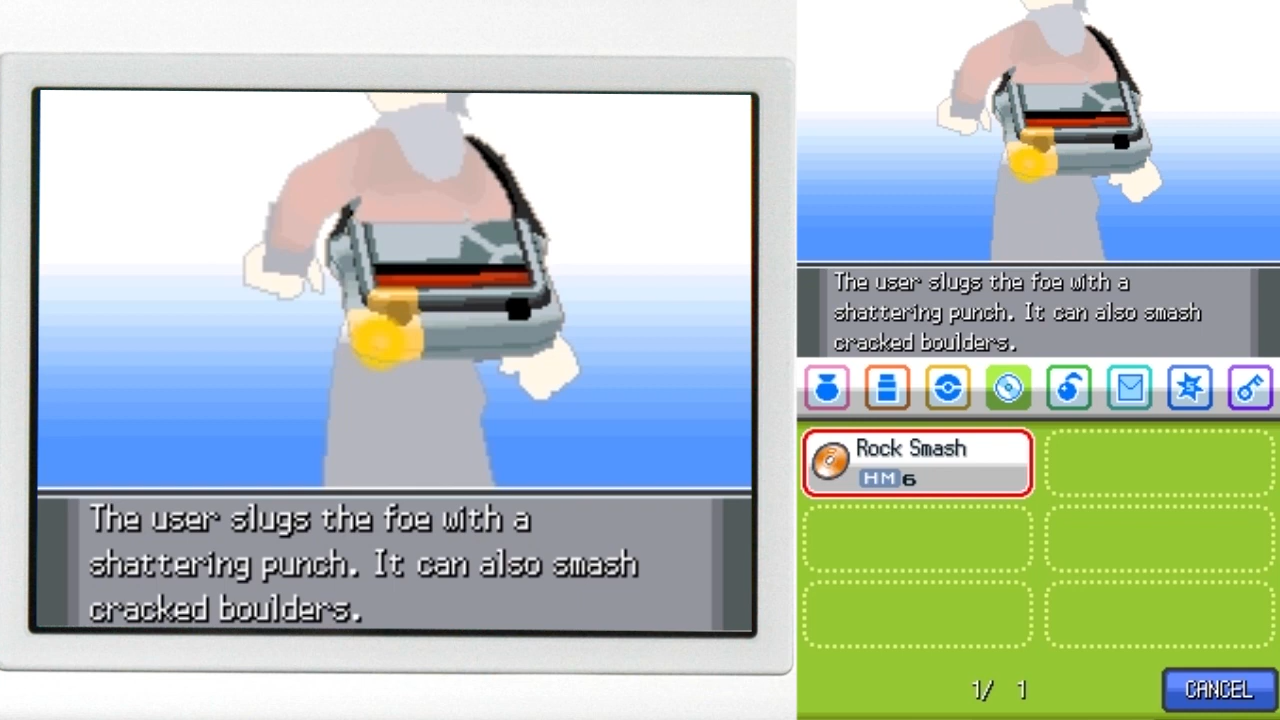 The user slugs the foe with a
shattering punch. It can also smash
cracked boulders.
The user slugs the foe with a
shattering punch. It can also smash
cracked boulders.
Rock Smash
HM 6
1/ 1
CANCEL